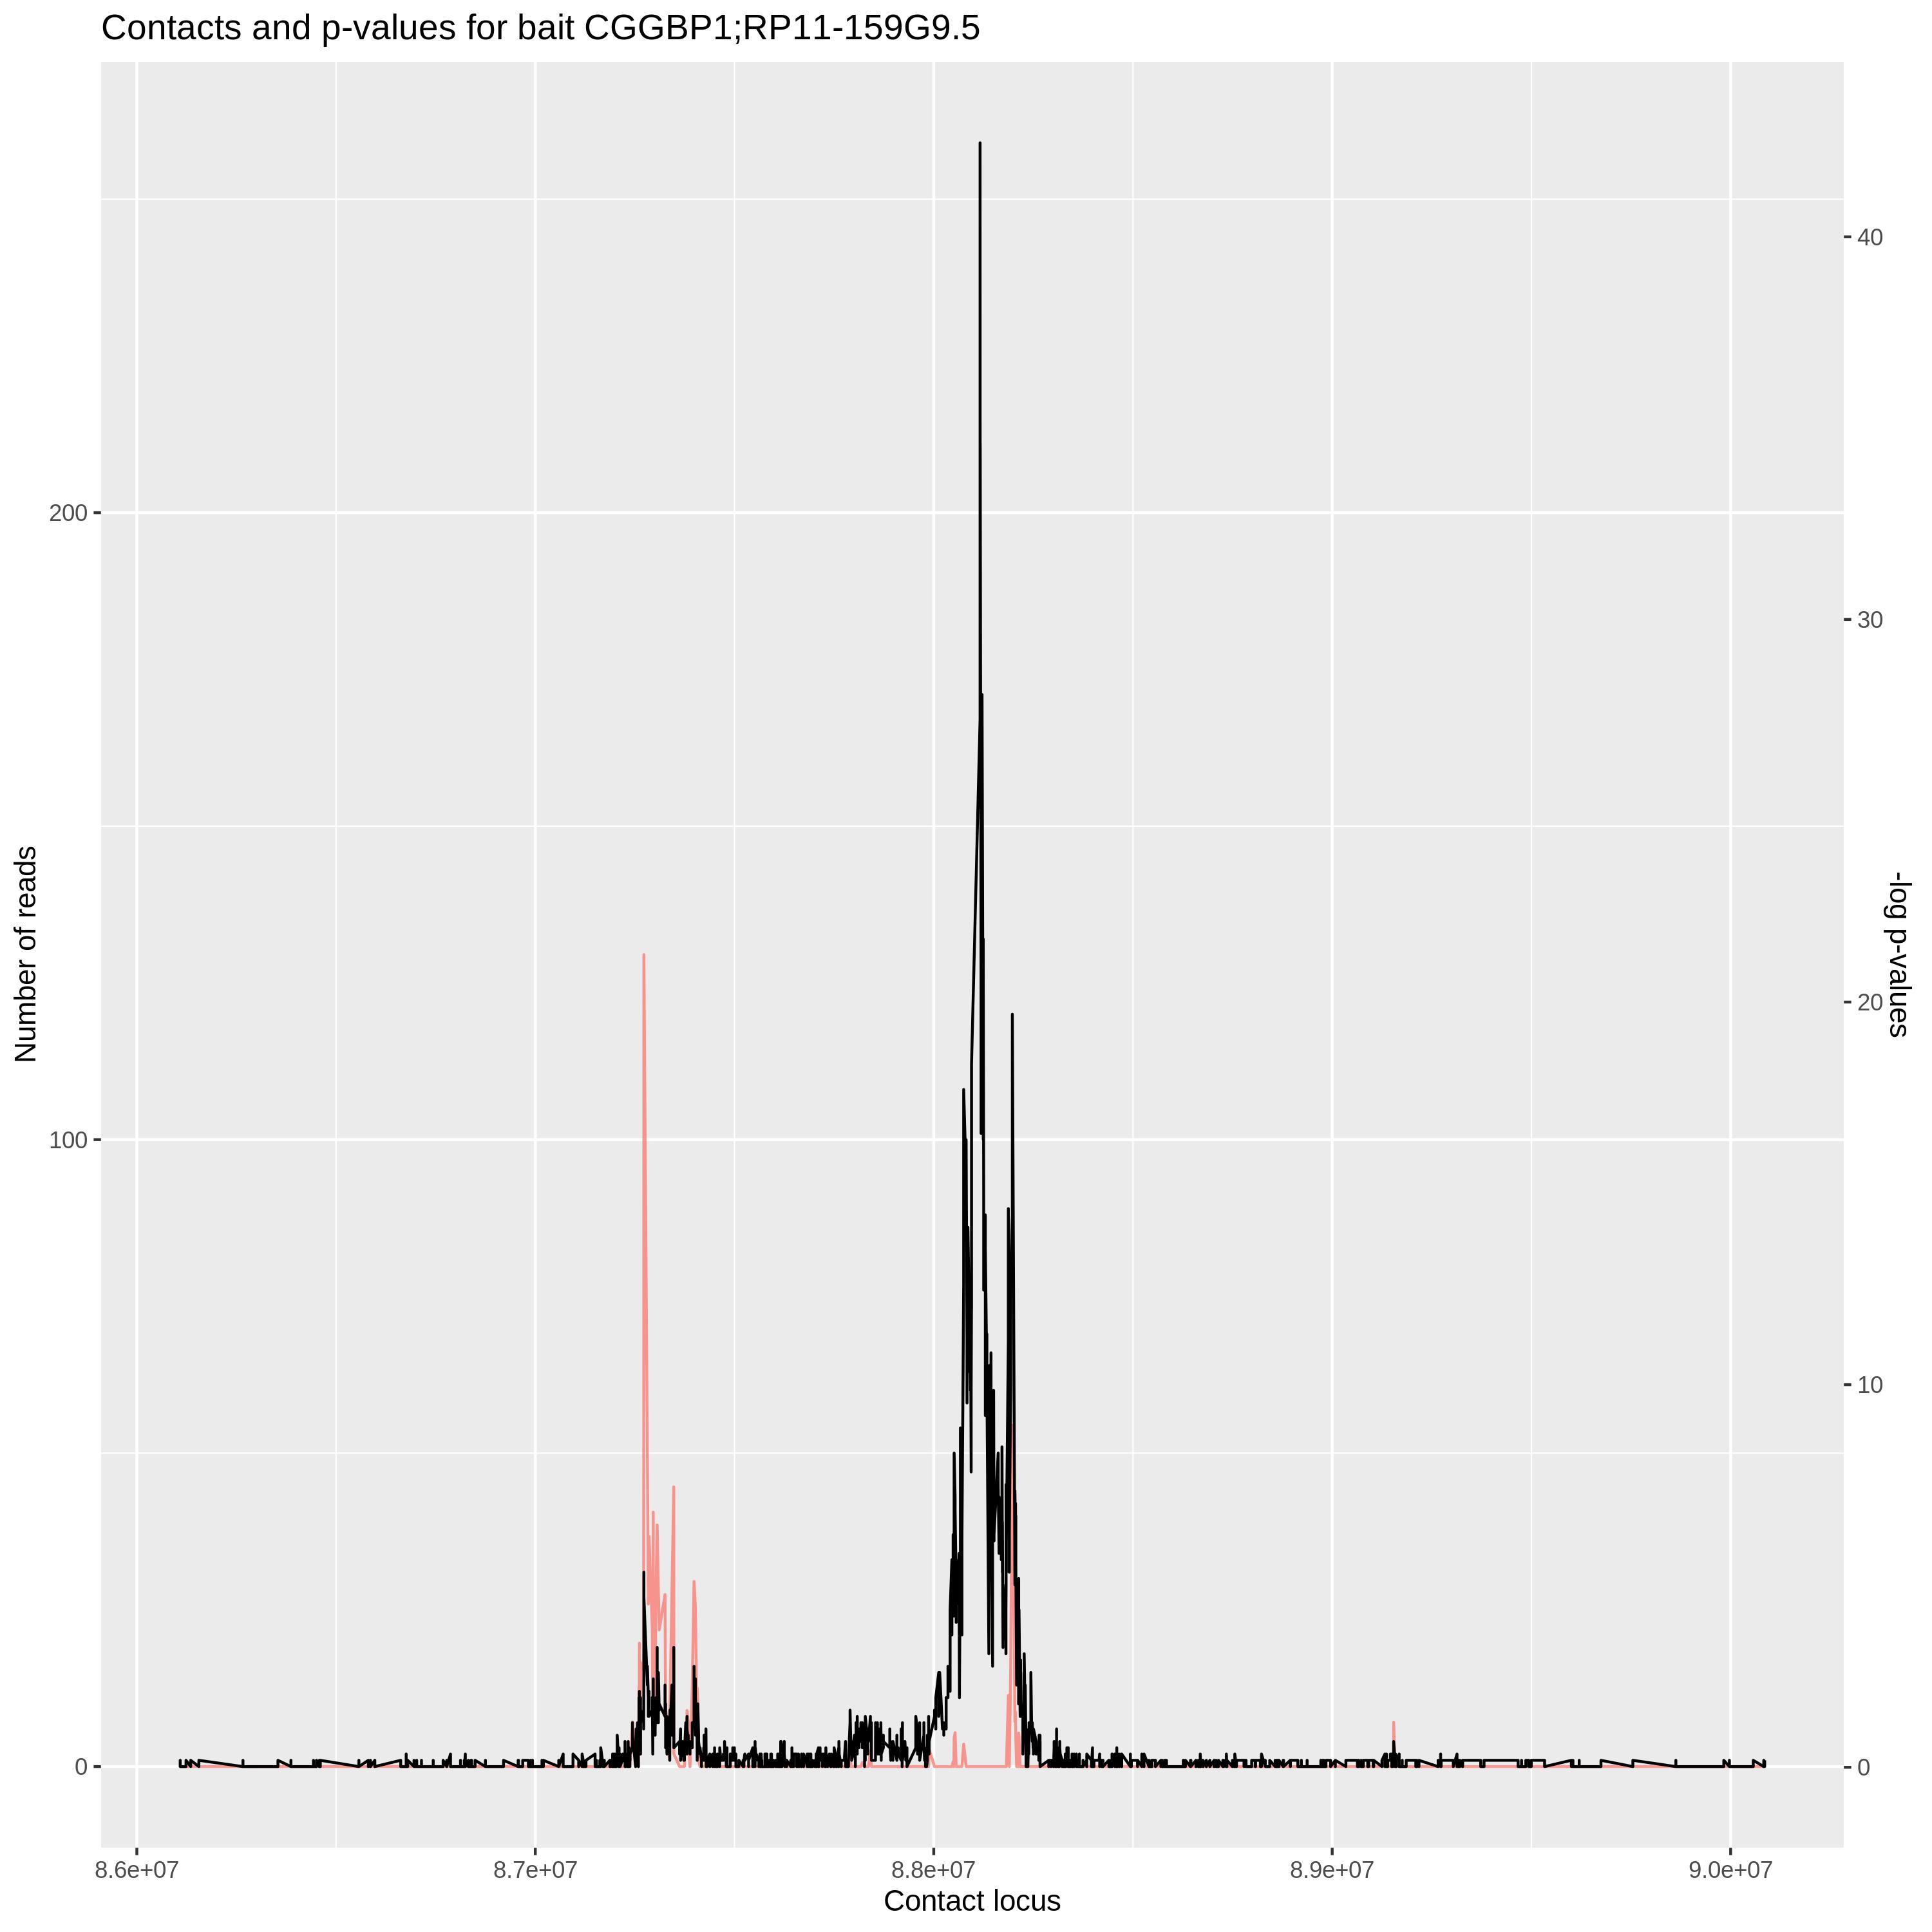 Contacts and p-values for bait CGGBP1;RP11-159G9.5
Number of reads
200
100
0
40
30
20
10
0
-log p-values
8.6e+07
8.7e+07
8.8e+07
8.9e+07
9.0e+07
Contact locus